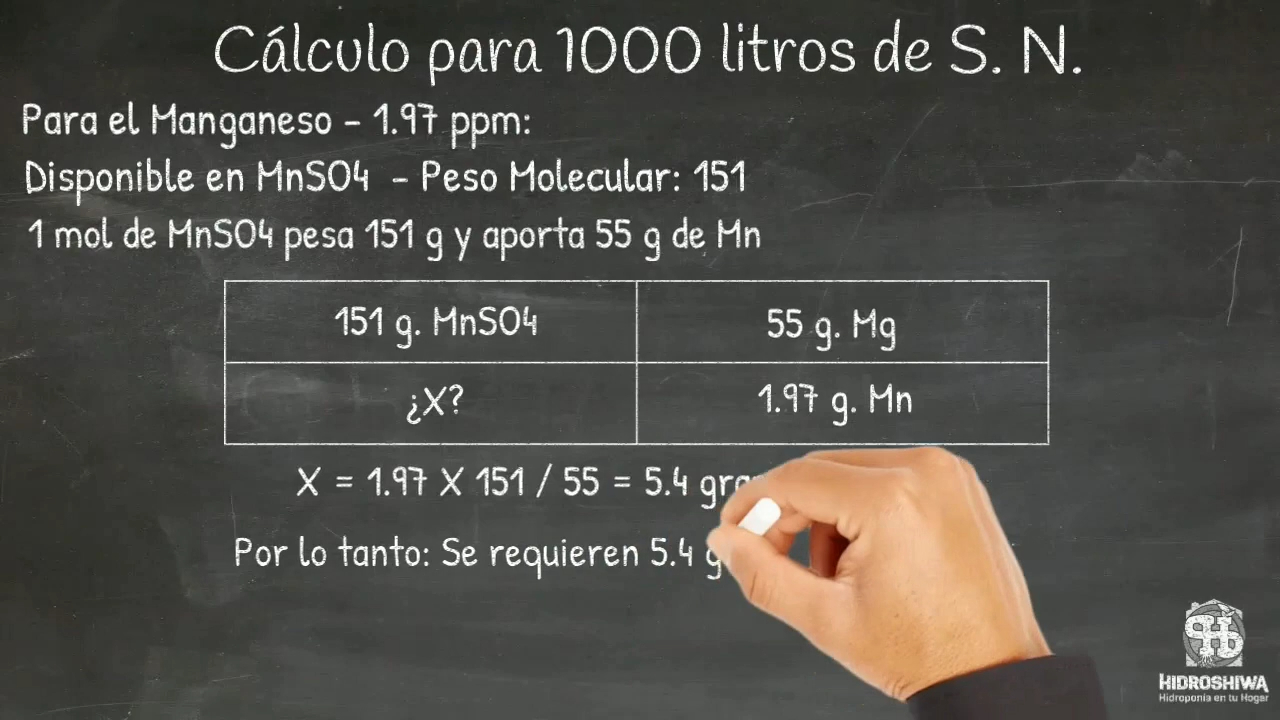 Cálculo para 1000 litros de S. N.
Para el Manganeso - 1.97 ppm:
Disponible en MnSO4 - Peso Molecular: 151
1 mol de MnSO4 pesa 151 g y aporta 55 g de Mn
151 g. MnSO4 55 g. Mg
¿X? 1.97 g. Mn
X = 1.97 X 151 / 55 = 5.4
Por lo tanto: Se requieren 5.4 g
HIDROSHIWA
Hidroponia en tu Hogar